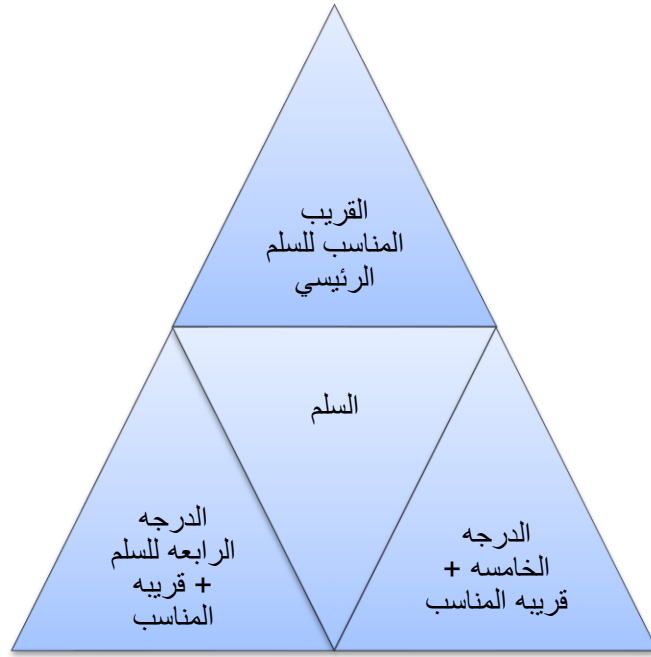 القريب
المناسب للسلم
الرئيسي
السلم
الدرجه
الخامسه +
قريبه المناسب
الدرجه
الرابعه للسلم
+ قريبه
المناسب